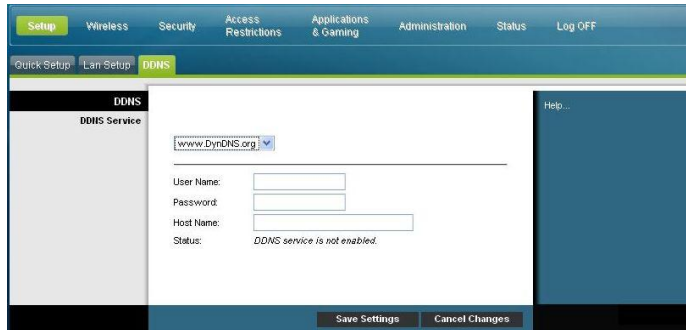 Setup Wireless Security Access Restrictions Applications & Gaming Administration Status Log OFF
Quick Setup Lan Setup DDNS
DDNS
Help...
DDNS Service
www.DynDNS.org
User Name:
Password:
Host Name:
Status: DDNS service is not enabled.
Save Settings Cancel Changes